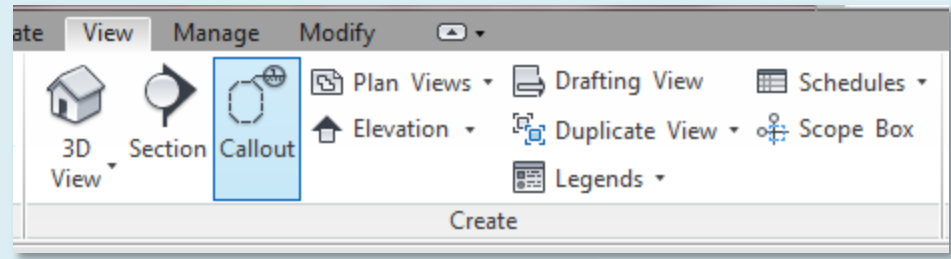 ate View Manage Modify
3D View
Section
Callout
Plan Views
Elevation
Drafting View
Duplicate View
Legends
Schedules
Scope Box
Create